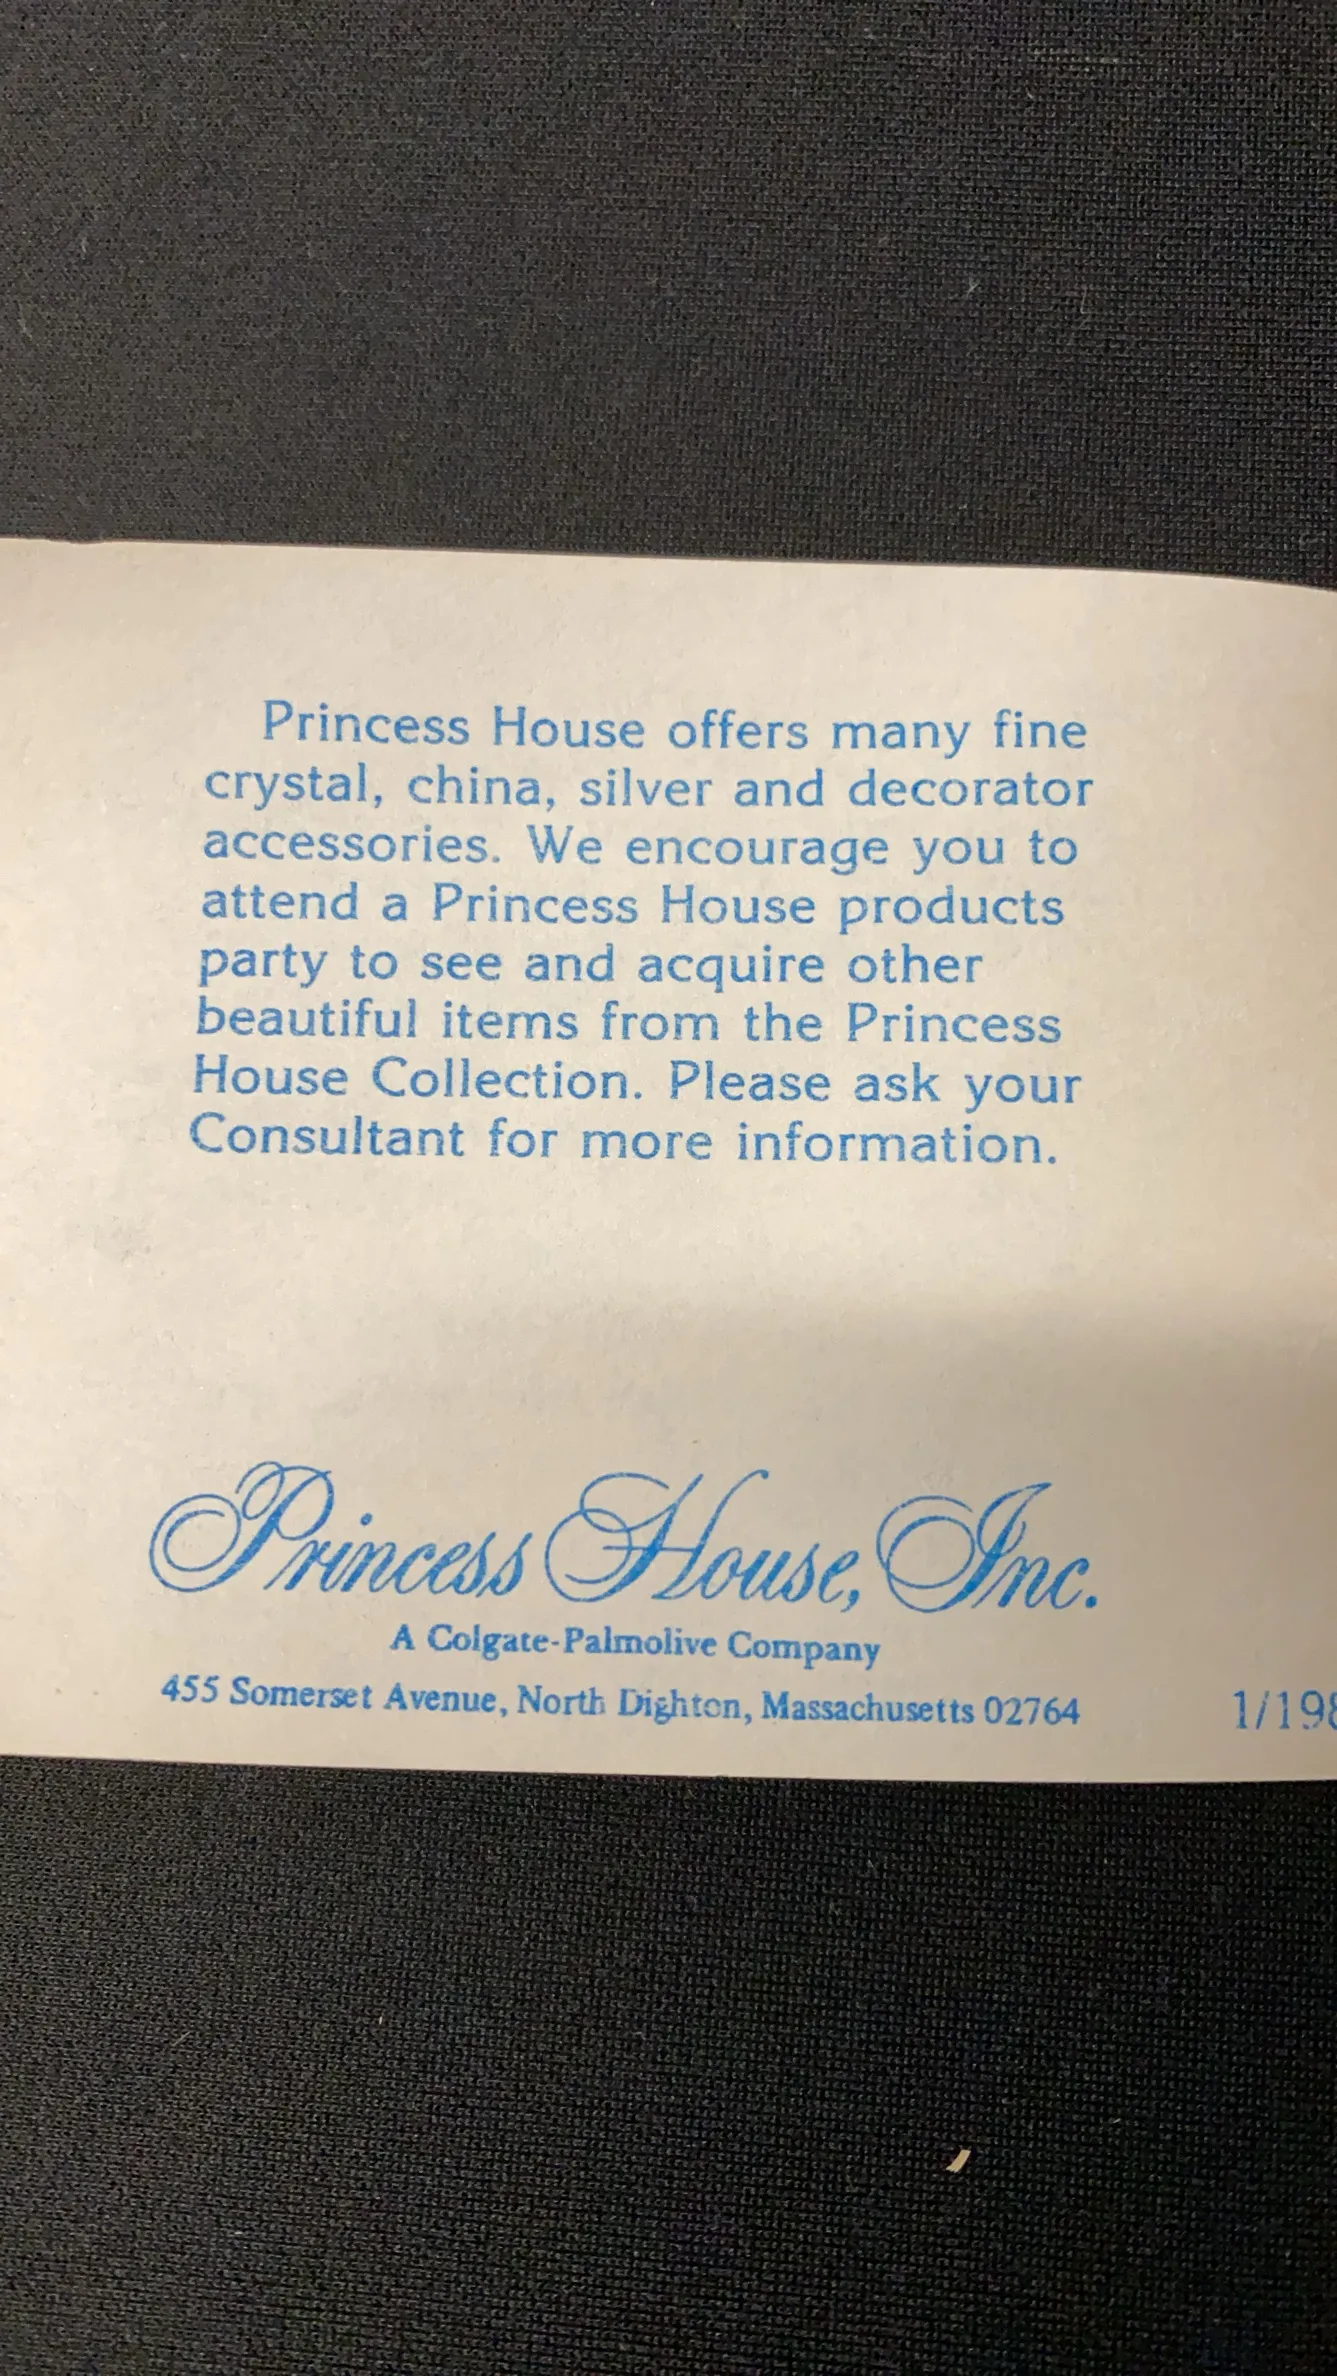 Princess House offers many fine
crystal, china, silver and decorator
accessories. We encourage you to
attend a Princess House products
party to see and acquire other
beautiful items from the Princess
House Collection. Please ask your
Consultant for more information.
Princess House, Inc.
A Colgate-Palmolive Company
455 Somerset Avenue, North Dighton, Massachusetts 02764
1/198